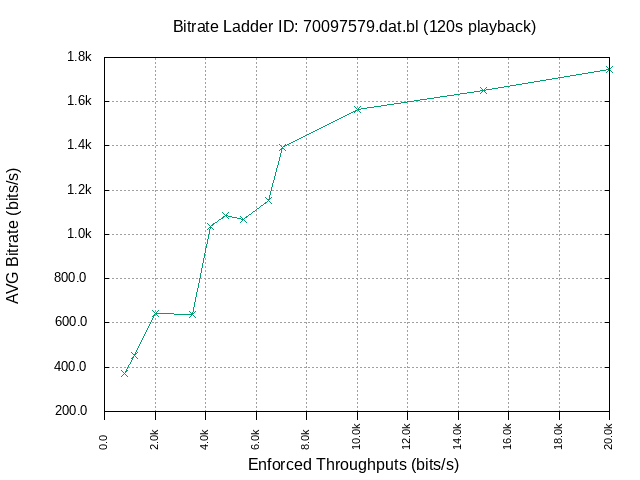 Bitrate Ladder ID: 70097579.dat.bl (120s playback)
1.8k
1.6k
1.4k
1.2k
1.0k
800.0
600.0
400.0
200.0
AVG Bitrate (bits/s)
0.0
2.0k
4.0k
6.0k
8.0k
10.0k
12.0k
14.0k
16.0k
18.0k
20.0k
Enforced Throughputs (bits/s)